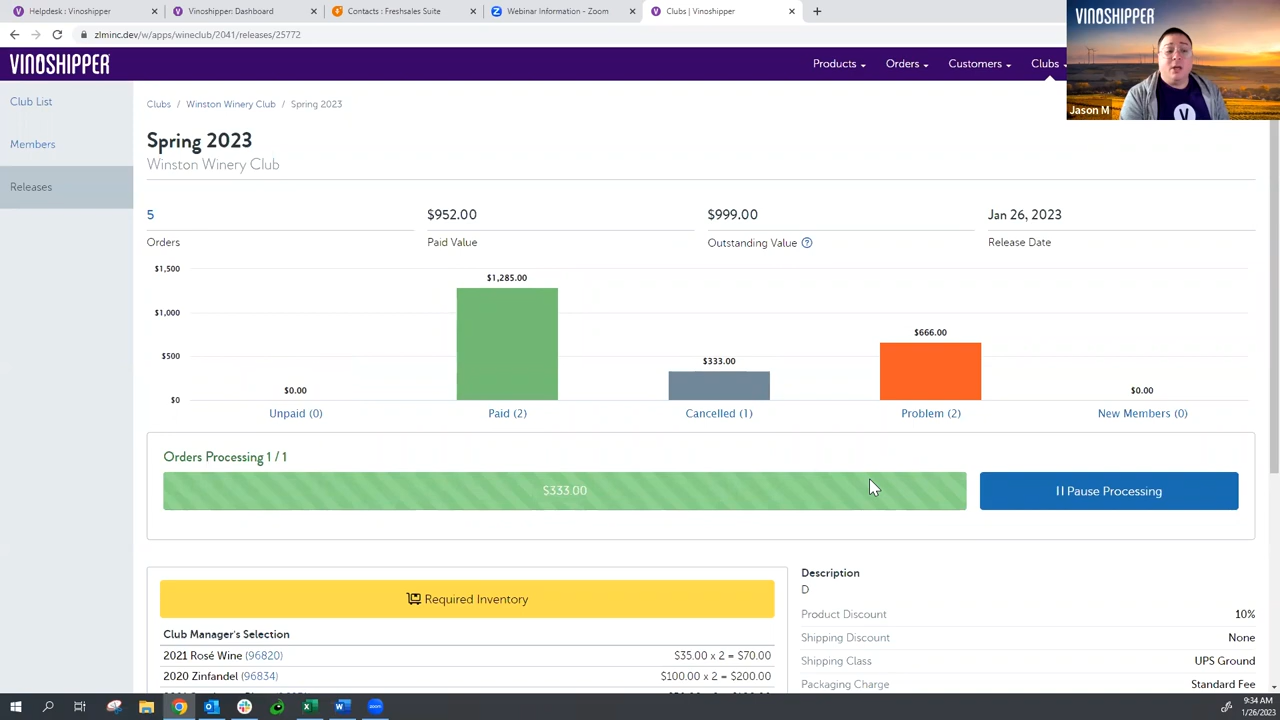 Helpdesk : Vinoshipper
Vinoshipper: Dashboard
Contacts : Freshsales Suite
Webinar Information - Zoom
Clubs | Vinoshipper
zlminc.dev/w/apps/wineclub/2041/releases/25772
VINOSHIPPER
Products
Orders
Customers
Clubs
VINOSHIPPER
Jason M
Club List
Members
Releases
Clubs / Winston Winery Club / Spring 2023
Spring 2023
Winston Winery Club
5 $952.00 $999.00 Jan 26, 2023
Orders Paid Value Outstanding Value Release Date
$1,500
$1,000
$500
$0
$0.00
$1,285.00
$333.00
$666.00
$0.00
Unpaid (0) Paid (2) Cancelled (1) Problem (2) New Members (0)
Orders Processing 1 / 1
$333.00
Pause Processing
Required Inventory
Club Manager's Selection
2021 Rosé Wine (96820) $35.00 x 2 = $70.00
2020 Zinfandel (96834) $100.00 x 2 = $200.00
Description
D
Product Discount 10%
Shipping Discount None
Shipping Class UPS Ground
Packaging Charge Standard Fee
9:34 AM
1/26/2023